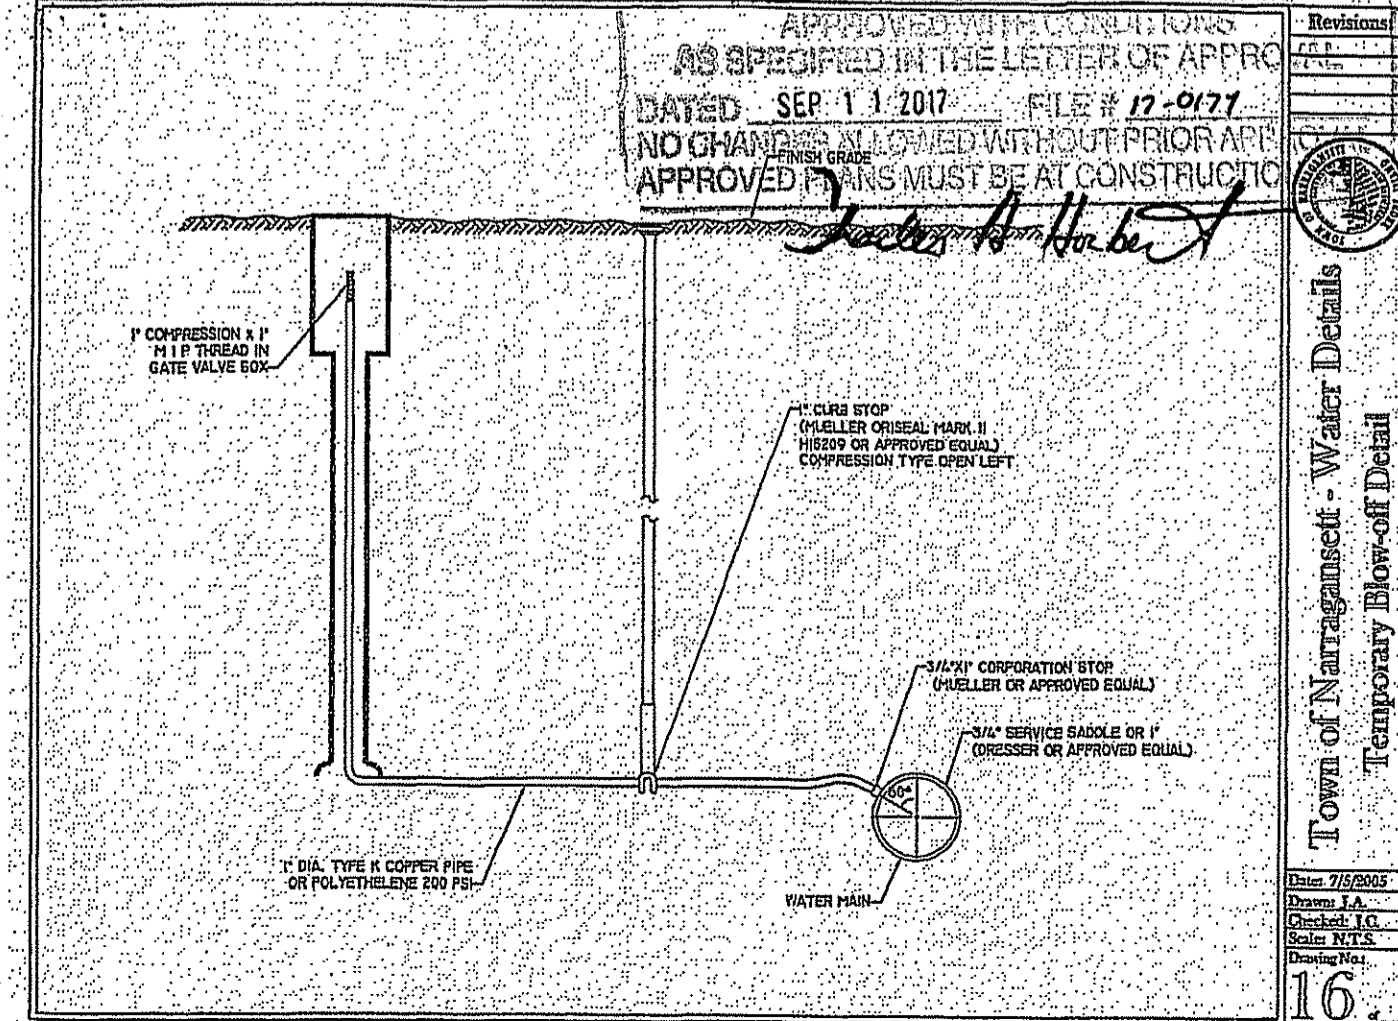 APPROVED WITH CONDITIONS
AS SPECIFIED IN THE LETTER OF APPRO
DATED SEP 11 2017 FILE # 17-0177
NO CHANGES ALLOWED WITHOUT PRIOR APP
APPROVED PLANS MUST BE AT CONSTRUCTIO
FINISH GRADE
1" COMPRESSION x 1"
M I P THREAD IN
GATE VALVE BOX
1" CURB STOP
(MUELLER ORISEAL MARK II
H15209 OR APPROVED EQUAL)
COMPRESSION TYPE OPEN LEFT
3/4"X1" CORPORATION STOP
(MUELLER OR APPROVED EQUAL)
3/4" SERVICE SADDLE OR 1"
(DRESSER OR APPROVED EQUAL)
60°
1" DIA. TYPE K COPPER PIPE
OR POLYETHELENE 200 PSI
WATER MAIN
Revisions
Town of Narragansett - Water Details
Temporary Blow-off Detail
Date: 7/5/2005
Drawn: J.A.
Checked: J.G.
Scale: N.T.S.
Drawing No.:
16